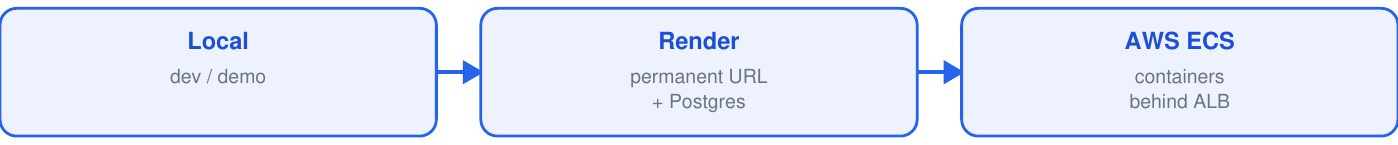 Local
dev / demo
Render
permanent URL
+ Postgres
AWS ECS
containers
behind ALB